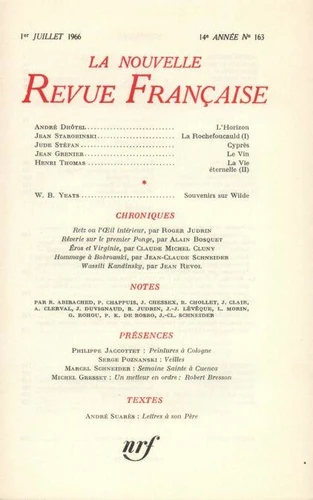 1er JUILLET 1966 14e ANNÉE No 163
LA NOUVELLE
REVUE FRANÇAISE
ANDRÉ DHÔTEL .......................... L'Horizon
JEAN STAROBINSKI .......................... La Rochefoucauld (I)
JUDE STÉFAN .......................... Cyprès
JEAN GRENIER .......................... Le Vin
HENRI THOMAS .......................... La Vie
éternelle (II)
*
W. B. YEATS .......................... Souvenirs sur Wilde
CHRONIQUES
Retz ou l'Œil intérieur, par ROGER JUDRIN
Rêverie sur le premier Ponge, par ALAIN BOSQUET
Éros et Virginie, par CLAUDE MICHEL CLUNY
Hommage à Bobrowski, par JEAN-CLAUDE SCHNEIDER
Wassili Kandinsky, par JEAN REVOL
NOTES
PAR R. ABIRACHED, P. CHAPPUIS, J. CHESSEX, R. CHOLLET, J. CLAIR,
A. CLERVAL, J. DUVIGNAUD, R. JUDRIN, J.-J. LÉVÊQUE, L. MORIN,
G. ROHOU, P. K. DE BOSRO, J.-CL. SCHNEIDER
PRÉSENCES
PHILIPPE JACCOTTET : Peintures à Cologne
SERGE POZNANSKI : Veilles
MARCEL SCHNEIDER : Semaine Sainte à Cuenca
MICHEL GRESSET : Un metteur en ordre : Robert Bresson
TEXTES
ANDRÉ SUARÈS : Lettres à son Père
nrf